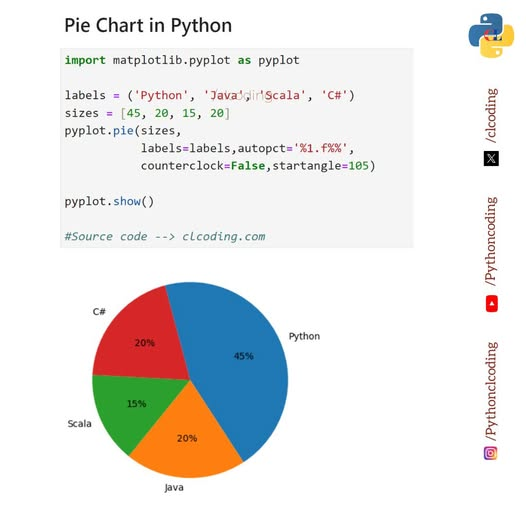 Pie Chart in Python
CL
import matplotlib.pyplot as pyplot
labels = ('Python', 'Java', 'Scala', 'C#')
clcoding
sizes = [45, 20, 15, 20]
pyplot.pie(sizes,
labels=labels,autopct='%1.f%%',
counterclock=False,startangle=105)
pyplot.show()
#Source code --> clcoding.com
/clcoding
/Pythoncoding
/Pythonclcoding
C#
20%
Python
45%
15%
Scala
20%
Java